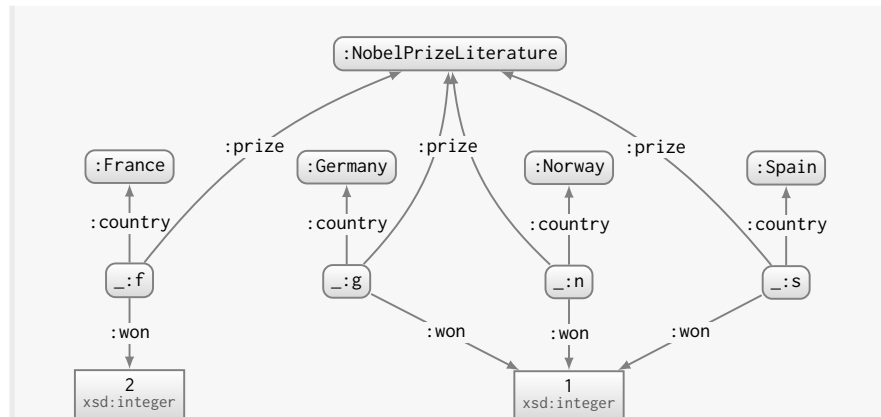 :NobelPrizeLiterature
:prize :prize :prize
:France :Germany :Norway :Spain
:country :country :country :country
_:f _:g _:n _:s
:won :won :won :won
2 1
xsd:integer xsd:integer